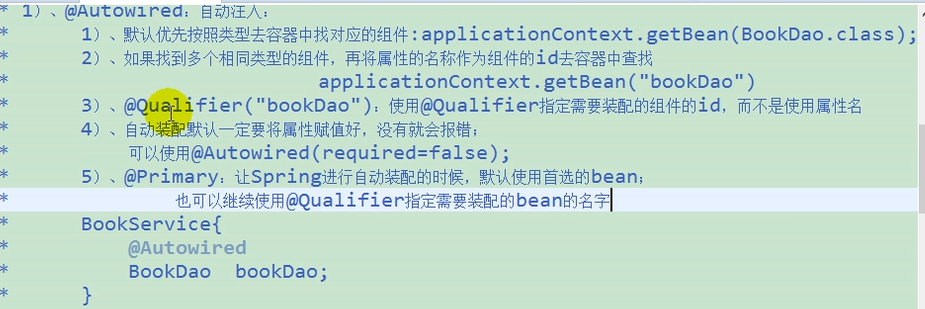 * 1)、@Autowired：自动注入：
* 1)、默认优先按照类型去容器中找对应的组件:applicationContext.getBean(BookDao.class);
* 2)、如果找到多个相同类型的组件，再将属性的名称作为组件的id去容器中查找
* applicationContext.getBean("bookDao")
* 3)、@Qualifier("bookDao")：使用@Qualifier指定需要装配的组件的id，而不是使用属性名
* 4)、自动装配默认一定要将属性赋值好，没有就会报错；
* 可以使用@Autowired(required=false);
* 5)、@Primary：让Spring进行自动装配的时候，默认使用首选的bean；
* 也可以继续使用@Qualifier指定需要装配的bean的名字
* BookService{
* @Autowired
* BookDao bookDao;
* }